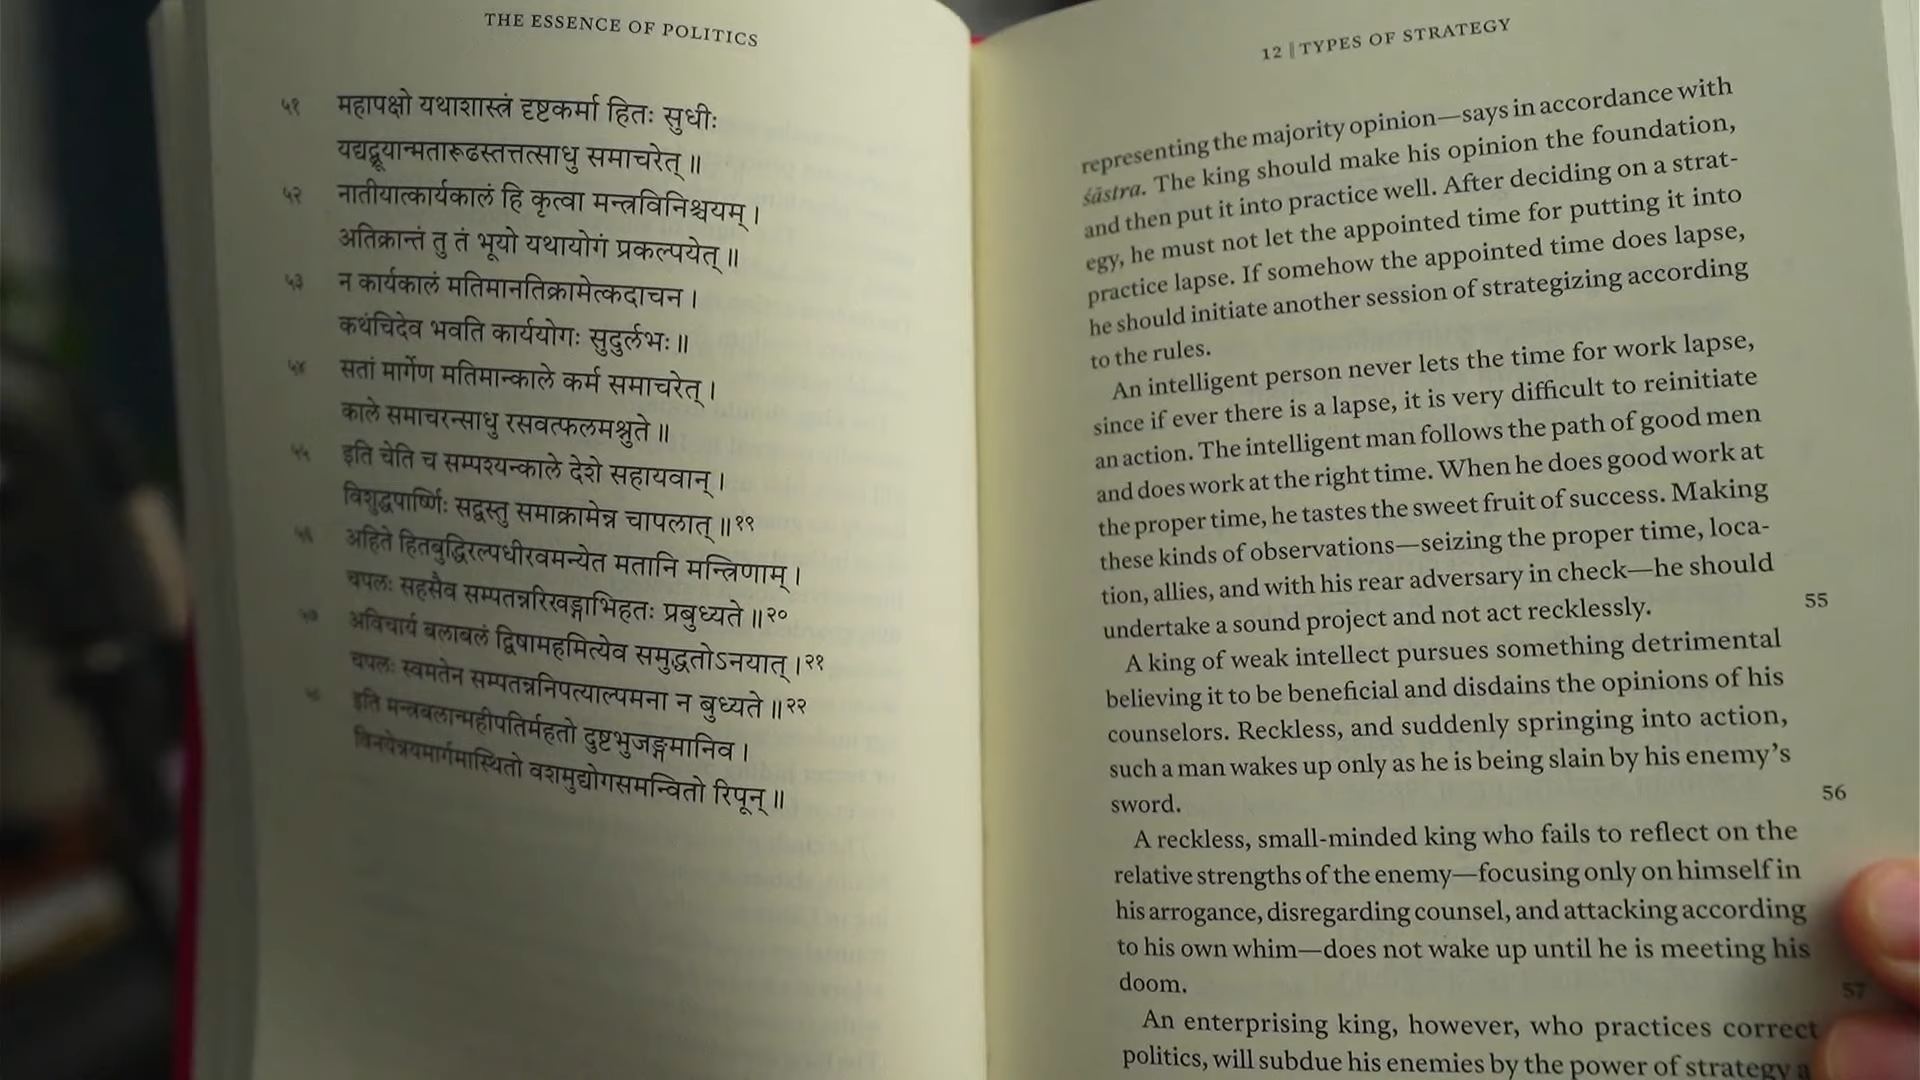 THE ESSENCE OF POLITICS
५१ महापक्षो यथाशास्त्रं दृष्टकर्मा हितः सुधीः
यद्यद्ब्रूयान्मतारूढस्तत्तत्साधु समाचरेत् ॥
५२ नातीयात्कार्यकालं हि कृत्वा मन्त्रविनिश्चयम् ।
अतिक्रान्तं तु तं भूयो यथायोगं प्रकल्पयेत् ॥
५३ न कार्यकालं मतिमानतिक्रामेत्कदाचन ।
कथंचिदेव भवति कार्ययोगः सुदुर्लभः ॥
५४ सतां मार्गेण मतिमान्काले कर्म समाचरेत् ।
काले समाचरन्साधु रसवत्फलमश्नुते ॥
५५ इति चेति च सम्पश्यन्काले देशे सहायवान् ।
विशुद्धपार्ष्णिः सद्वस्तु समाक्रामेन्न चापलात् ॥१९
५६ अहिते हितबुद्धिरल्पधीरवमन्येत मतानि मन्त्रिणाम् ।
चपलः सहसैव सम्पतन्नरिखड्गाभिहतः प्रबुध्यते ॥२०
५७ अविचार्य बलाबलं द्विषामहमित्येव समुद्धतोऽनयात् ।२१
चपलः स्वमतेन सम्पतन्ननिपत्याल्पमना न बुध्यते ॥२२
इति मन्त्रबलान्महीपतिर्महतो दुष्टभुजङ्गमानिव ।
विनयेन्नयमार्गमास्थितो वशमुद्योगसमन्वितो रिपून् ॥
12 | TYPES OF STRATEGY
representing the majority opinion—says in accordance with
śāstra. The king should make his opinion the foundation,
and then put it into practice well. After deciding on a strat-
egy, he must not let the appointed time for putting it into
practice lapse. If somehow the appointed time does lapse,
he should initiate another session of strategizing according
to the rules.
An intelligent person never lets the time for work lapse,
since if ever there is a lapse, it is very difficult to reinitiate
an action. The intelligent man follows the path of good men
and does work at the right time. When he does good work at
the proper time, he tastes the sweet fruit of success. Making
these kinds of observations—seizing the proper time, loca-
tion, allies, and with his rear adversary in check—he should
undertake a sound project and not act recklessly. 55
A king of weak intellect pursues something detrimental
believing it to be beneficial and disdains the opinions of his
counselors. Reckless, and suddenly springing into action,
such a man wakes up only as he is being slain by his enemy’s
sword. 56
A reckless, small-minded king who fails to reflect on the
relative strengths of the enemy—focusing only on himself in
his arrogance, disregarding counsel, and attacking according
to his own whim—does not wake up until he is meeting his
doom. 57
An enterprising king, however, who practices correct
politics, will subdue his enemies by the power of strategy